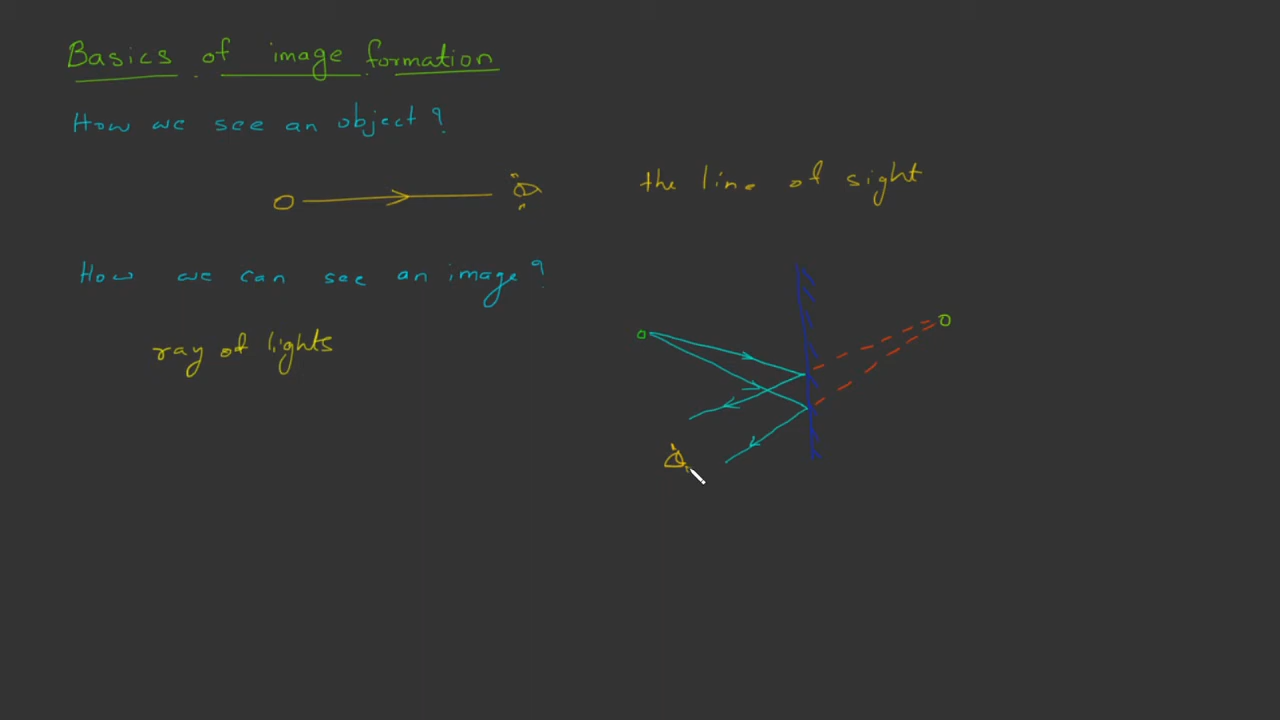 Basics of image formation
How we see an object?
the line of sight
How we can see an image?
ray of lights